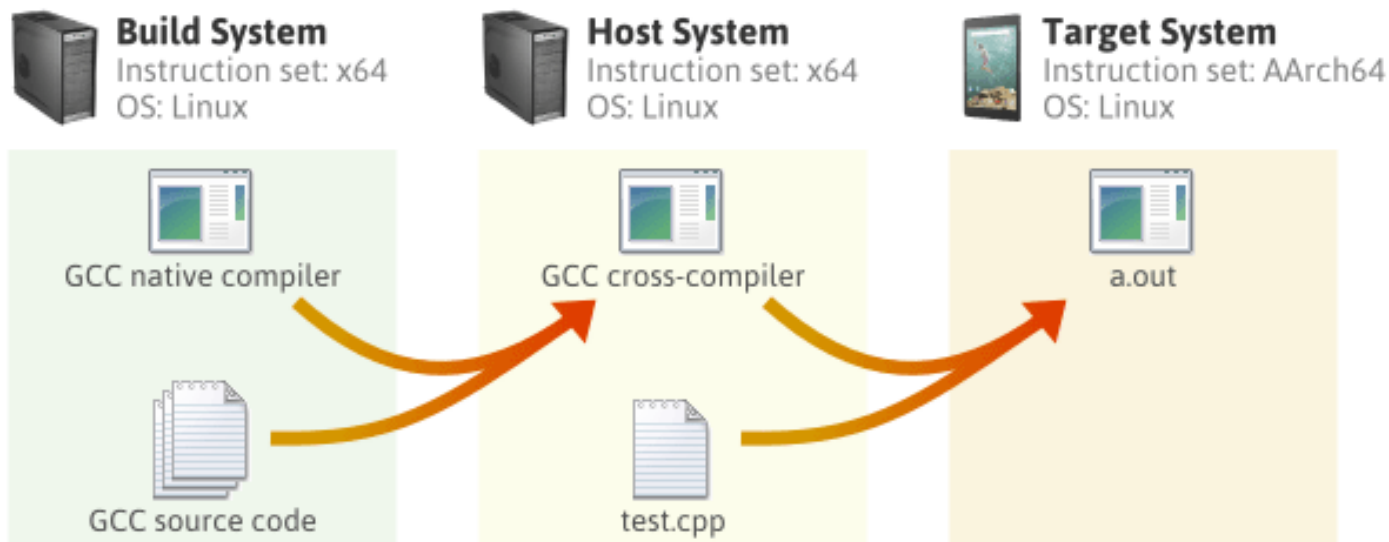 Build System
Instruction set: x64
OS: Linux
Host System
Instruction set: x64
OS: Linux
Target System
Instruction set: AArch64
OS: Linux
GCC native compiler
GCC cross-compiler
a.out
GCC source code
test.cpp